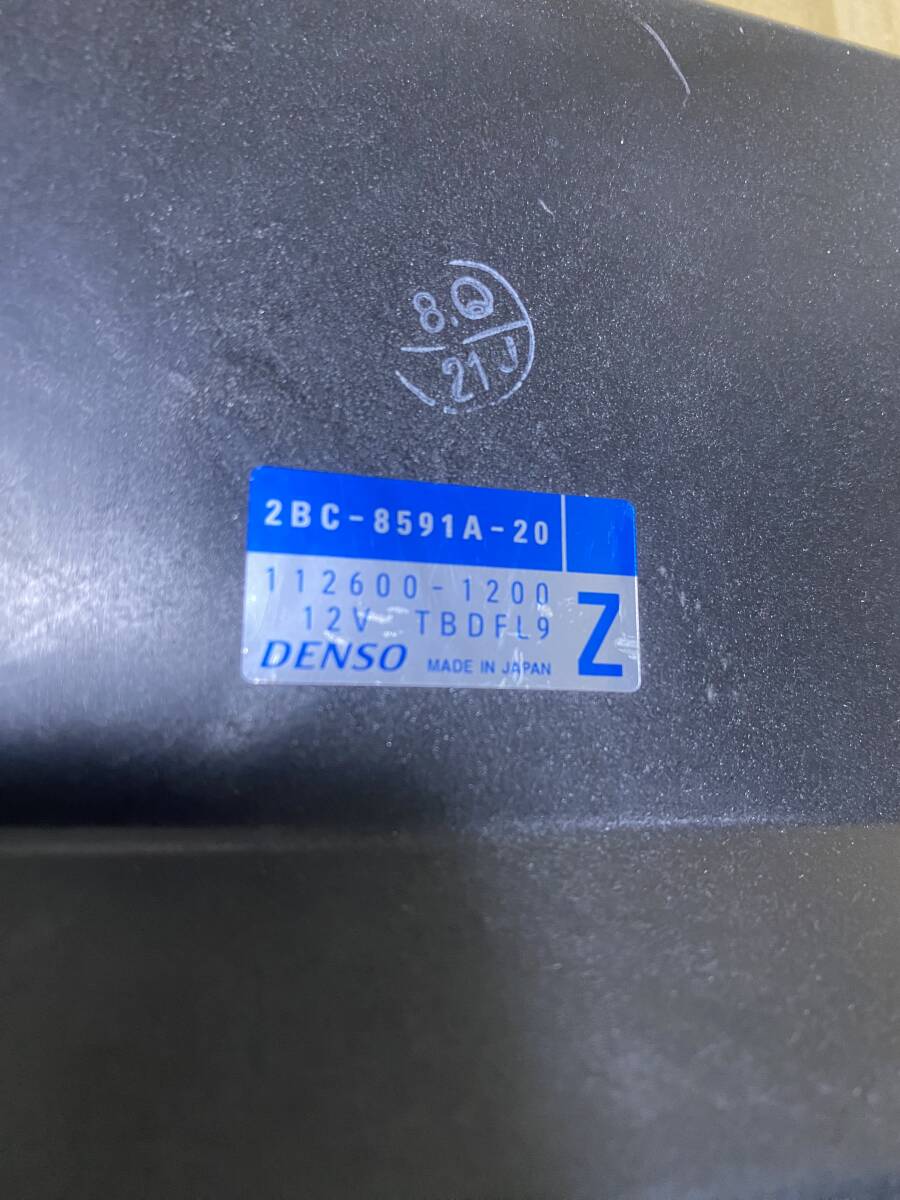 8.Q
21J
2BC-8591A-20
112600-1200
12V TBDFL9
Z
DENSO MADE IN JAPAN